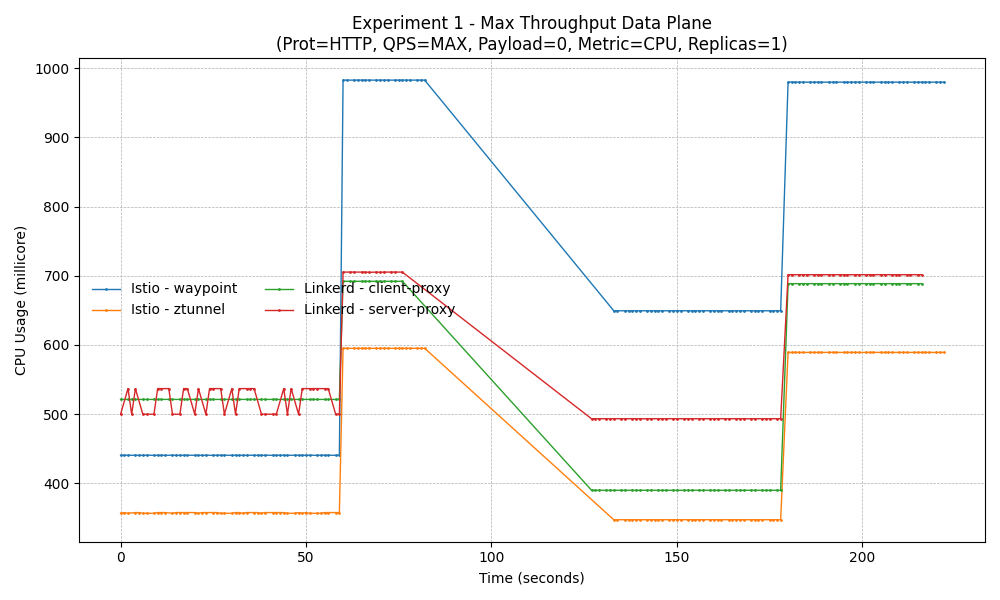 Experiment 1 - Max Throughput Data Plane
(Prot=HTTP, QPS=MAX, Payload=0, Metric=CPU, Replicas=1)
CPU Usage (millicore)
1000
900
800
700
600
500
400
Istio - waypoint
Istio - ztunnel
Linkerd - client-proxy
Linkerd - server-proxy
0 50 100 150 200
Time (seconds)